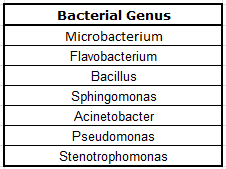 Bacterial Genus
Microbacterium
Flavobacterium
Bacillus
Sphingomonas
Acinetobacter
Pseudomonas
Stenotrophomonas